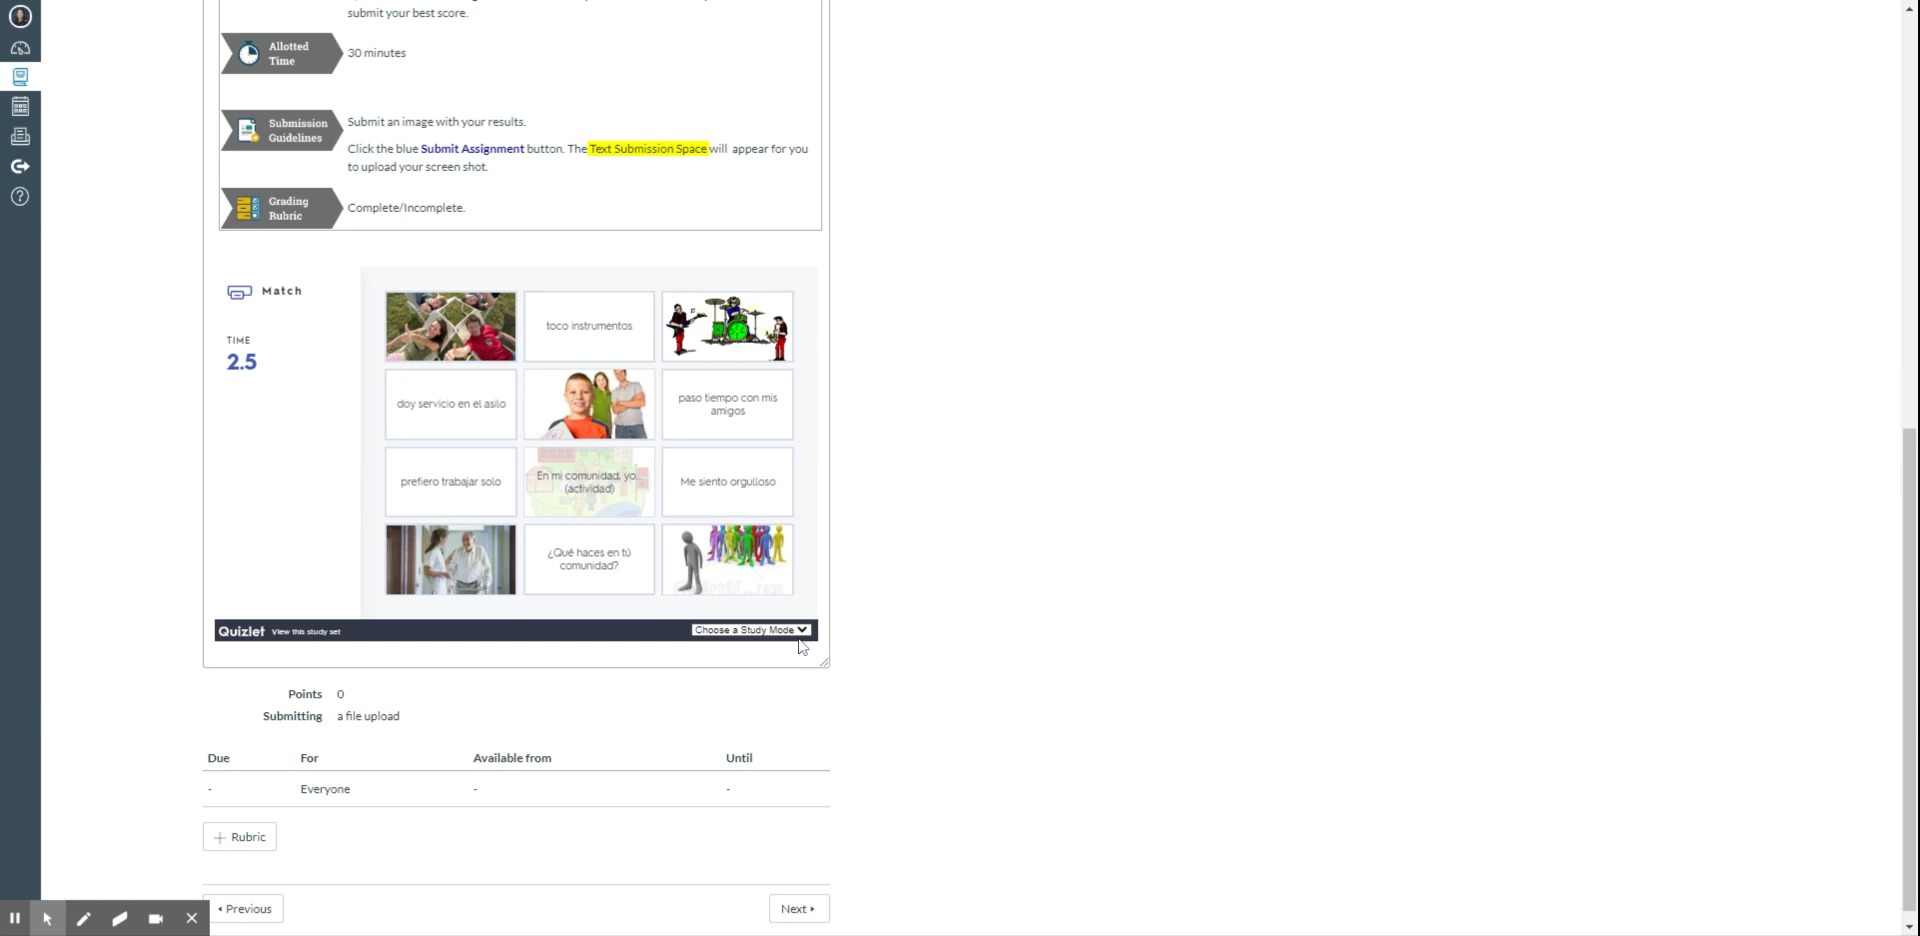 submit your best score.
Allotted
Time
30 minutes
Submission
Guidelines
Submit an image with your results.
Click the blue Submit Assignment button. The Text Submission Space will appear for you
to upload your screen shot.
Grading
Rubric
Complete/Incomplete.
Match
TIME
2.5
toco instrumentos
doy servicio en el asilo
paso tiempo con mis
amigos
prefiero trabajar solo
En mi comunidad, yo...
(actividad)
Me siento orgulloso
¿Qué haces en tú
comunidad?
Quizlet View this study set
Choose a Study Mode
Points 0
Submitting a file upload
Due For Available from Until
- Everyone - -
+ Rubric
Previous
Next